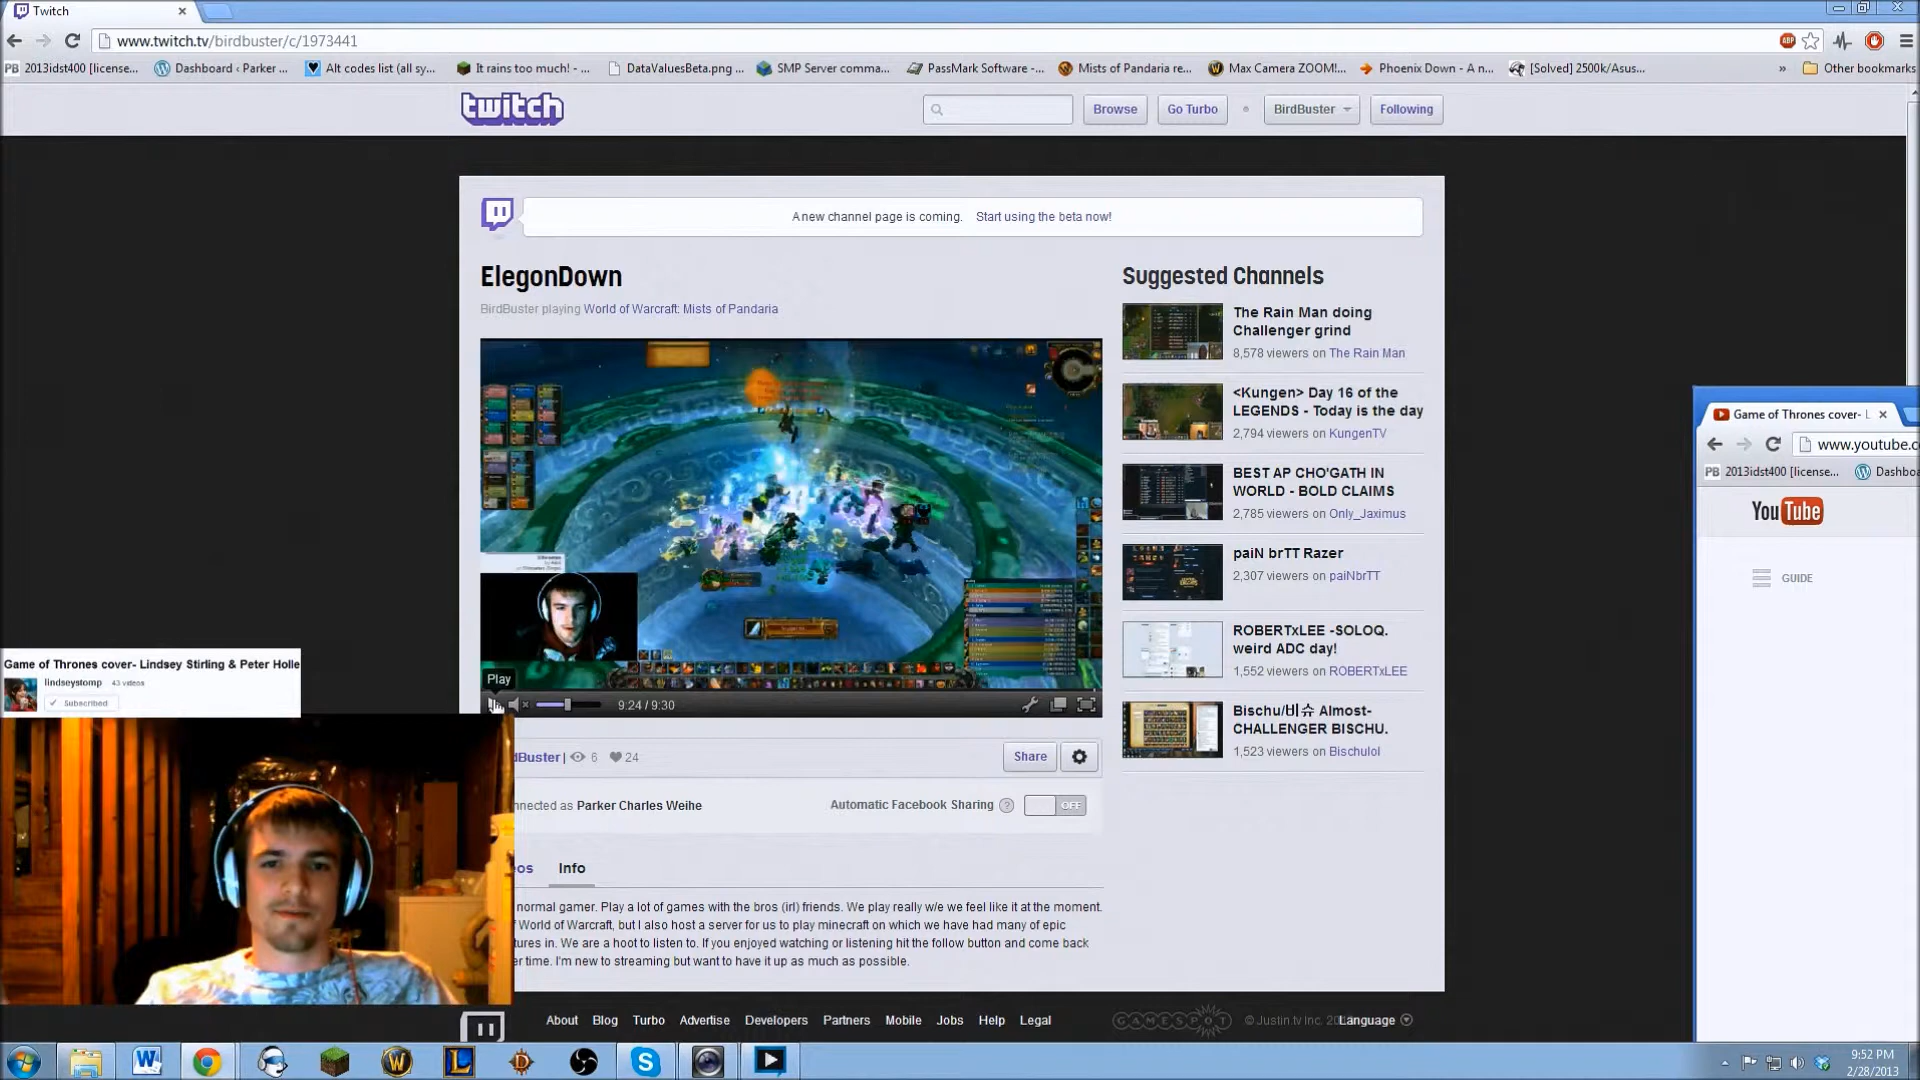 Twitch
www.twitch.tv/birdbuster/c/1973441
ABP
PB 2013idst400 [license... Dashboard ‹ Parker ... Alt codes list (all sy... It rains too much! - ... DataValuesBeta.png ... SMP Server comma... PassMark Software -... Mists of Pandaria re... Max Camera ZOOM!... Phoenix Down - A n... [Solved] 2500k/Asus... » Other bookmarks
twitch
Browse Go Turbo BirdBuster Following
A new channel page is coming. Start using the beta now!
ElegonDown
BirdBuster playing World of Warcraft: Mists of Pandaria
Play
9:24 / 9:30
dBuster | 6 24
Share
nnected as Parker Charles Weihe
Automatic Facebook Sharing ? OFF
os Info
normal gamer. Play a lot of games with the bros (irl) friends. We play really w/e we feel like it at the moment.
f World of Warcraft, but I also host a server for us to play minecraft on which we have had many of epic
tures in. We are a hoot to listen to. If you enjoyed watching or listening hit the follow button and come back
er time. I'm new to streaming but want to have it up as much as possible.
Suggested Channels
The Rain Man doing
Challenger grind
8,578 viewers on The Rain Man
<Kungen> Day 16 of the
LEGENDS - Today is the day
2,794 viewers on KungenTV
BEST AP CHO'GATH IN
WORLD - BOLD CLAIMS
2,785 viewers on Only_Jaximus
paiN brTT Razer
2,307 viewers on paiNbrTT
ROBERTxLEE -SOLOQ.
weird ADC day!
1,552 viewers on ROBERTxLEE
Bischu/비슈 Almost-
CHALLENGER BISCHU.
1,523 viewers on Bischulol
Game of Thrones cover- L
www.youtube.c
PB 2013idst400 [license... Dashboa
YouTube
GUIDE
Game of Thrones cover- Lindsey Stirling & Peter Holle
lindseystomp 43 videos
✓ Subscribed
About Blog Turbo Advertise Developers Partners Mobile Jobs Help Legal
GAMESPOT
© Justin.tv Inc.
Language
9:52 PM
2/28/2013